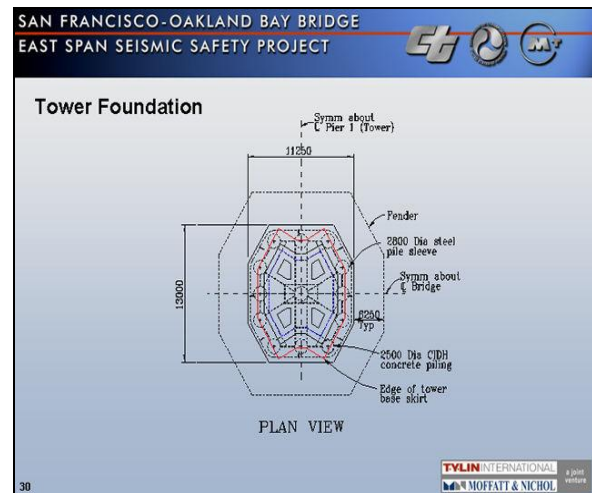 SAN FRANCISCO-OAKLAND BAY BRIDGE
EAST SPAN SEISMIC SAFETY PROJECT
Tower Foundation
Symm about
℄ Pier 1 (Tower)
11250
Fender
2800 Dia steel
pile sleeve
Symm about
℄ Bridge
13000
6250
Typ
2500 Dia CIDH
concrete piling
Edge of tower
base skirt
PLAN VIEW
TYLIN INTERNATIONAL
MOFFATT & NICHOL
a joint
venture
30